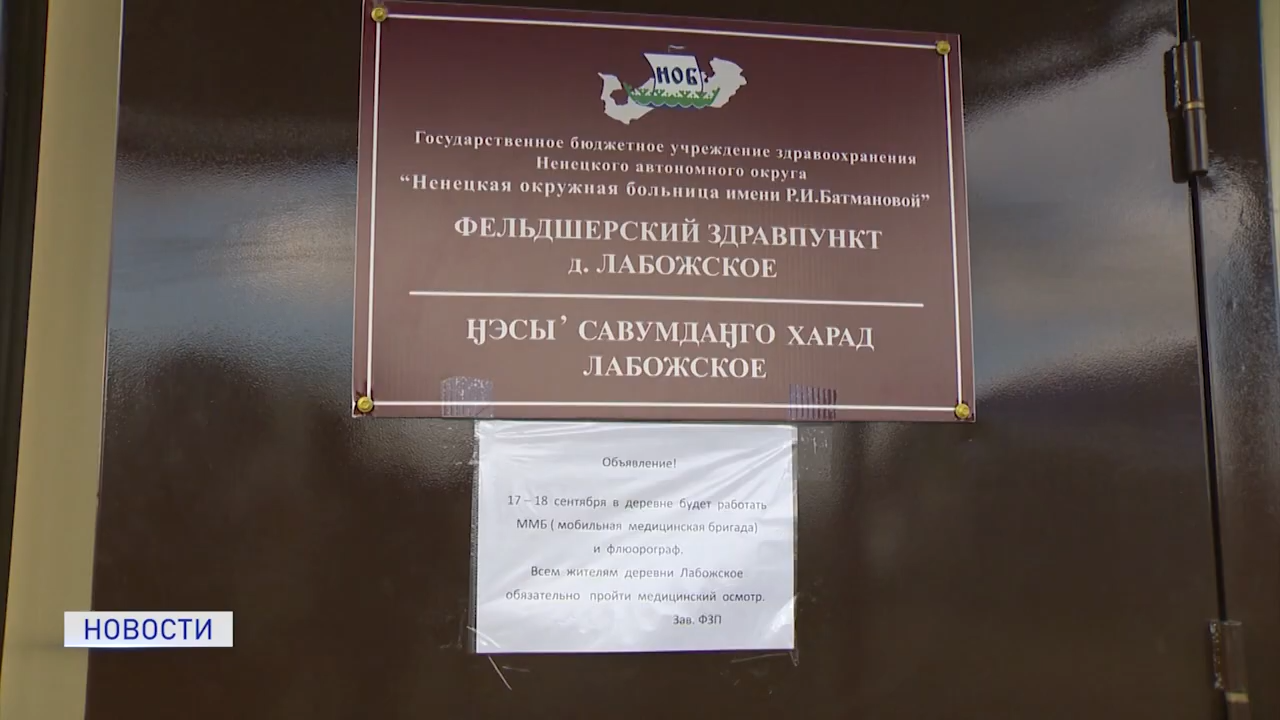 НОБ
Государственное бюджетное учреждение здравоохранения
Ненецкого автономного округа
“Ненецкая окружная больница имени Р.И.Батмановой”
ФЕЛЬДШЕРСКИЙ ЗДРАВПУНКТ
д. ЛАБОЖСКОЕ
ӇЭСЫ’ САВУМДАӇГО ХАРАД
ЛАБОЖСКОЕ
Объявление!
17 – 18 сентября в деревне будет работать
ММБ ( мобильная медицинская бригада)
и флюорограф.
Всем жителям деревни Лабожское
обязательно пройти медицинский осмотр.
Зав. ФЗП
НОВОСТИ